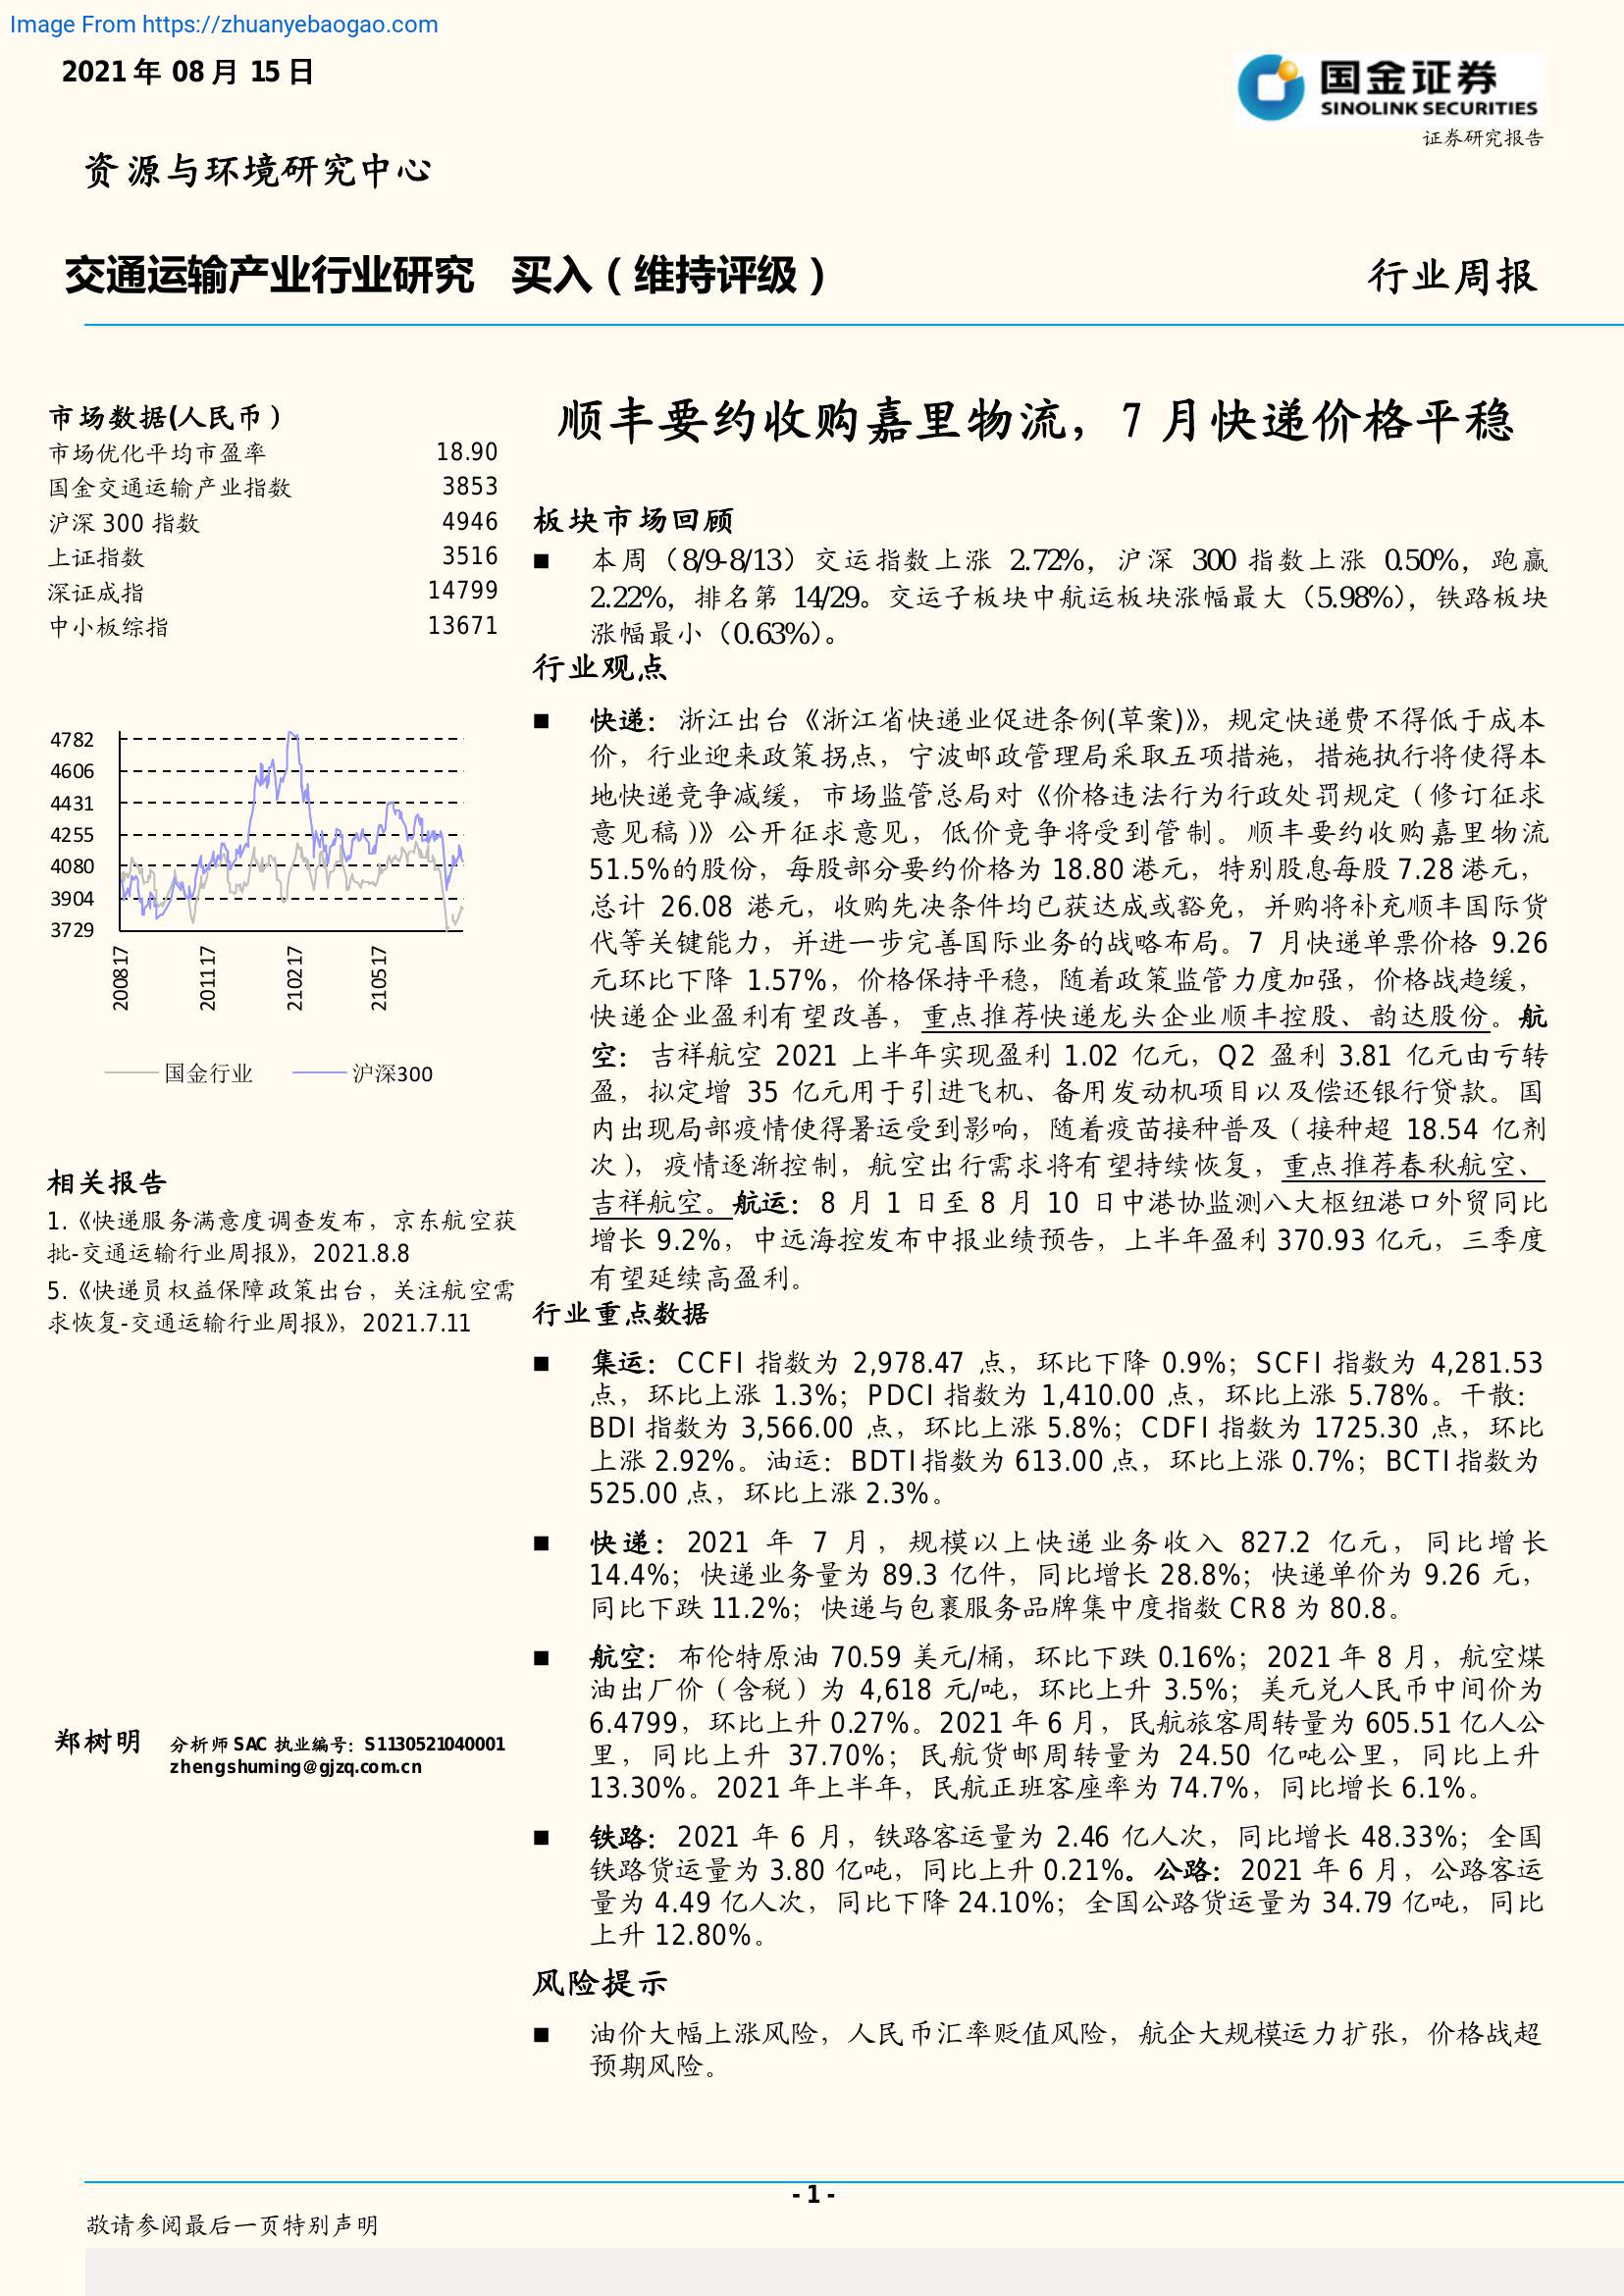 Image From https://zhuanyebaogao.com
2021 年 08 月 15 日
国金证券
SINOLINK SECURITIES
证券研究报告
资源与环境研究中心
交通运输产业行业研究 买入（维持评级）
行业周报
市场数据(人民币）
市场优化平均市盈率 18.90
国金交通运输产业指数 3853
沪深 300 指数 4946
上证指数 3516
深证成指 14799
中小板综指 13671
4782
4606
4431
4255
4080
3904
3729
200817
201117
210217
210517
国金行业 沪深300
相关报告
1.《快递服务满意度调查发布，京东航空获
批-交通运输行业周报》，2021.8.8
5.《快递员权益保障政策出台，关注航空需
求恢复-交通运输行业周报》，2021.7.11
郑树明 分析师 SAC 执业编号：S1130521040001
zhengshuming@gjzq.com.cn
顺丰要约收购嘉里物流，7 月快递价格平稳
板块市场回顾
■ 本周（8/9-8/13）交运指数上涨 2.72%，沪深 300 指数上涨 0.50%，跑赢
2.22%，排名第 14/29。交运子板块中航运板块涨幅最大（5.98%），铁路板块
涨幅最小（0.63%）。
行业观点
■ 快递：浙江出台《浙江省快递业促进条例(草案)》，规定快递费不得低于成本
价，行业迎来政策拐点，宁波邮政管理局采取五项措施，措施执行将使得本
地快递竞争减缓，市场监管总局对《价格违法行为行政处罚规定（修订征求
意见稿）》公开征求意见，低价竞争将受到管制。顺丰要约收购嘉里物流
51.5%的股份，每股部分要约价格为 18.80 港元，特别股息每股 7.28 港元，
总计 26.08 港元，收购先决条件均已获达成或豁免，并购将补充顺丰国际货
代等关键能力，并进一步完善国际业务的战略布局。7 月快递单票价格 9.26
元环比下降 1.57%，价格保持平稳，随着政策监管力度加强，价格战趋缓，
快递企业盈利有望改善，重点推荐快递龙头企业顺丰控股、韵达股份。航
空：吉祥航空 2021 上半年实现盈利 1.02 亿元，Q2 盈利 3.81 亿元由亏转
盈，拟定增 35 亿元用于引进飞机、备用发动机项目以及偿还银行贷款。国
内出现局部疫情使得暑运受到影响，随着疫苗接种普及（接种超 18.54 亿剂
次），疫情逐渐控制，航空出行需求将有望持续恢复，重点推荐春秋航空、
吉祥航空。航运：8 月 1 日至 8 月 10 日中港协监测八大枢纽港口外贸同比
增长 9.2%，中远海控发布中报业绩预告，上半年盈利 370.93 亿元，三季度
有望延续高盈利。
行业重点数据
■ 集运：CCFI 指数为 2,978.47 点，环比下降 0.9%；SCFI 指数为 4,281.53
点，环比上涨 1.3%；PDCI 指数为 1,410.00 点，环比上涨 5.78%。干散：
BDI 指数为 3,566.00 点，环比上涨 5.8%；CDFI 指数为 1725.30 点，环比
上涨 2.92%。油运：BDTI 指数为 613.00 点，环比上涨 0.7%；BCTI 指数为
525.00 点，环比上涨 2.3%。
■ 快递：2021 年 7 月，规模以上快递业务收入 827.2 亿元，同比增长
14.4%；快递业务量为 89.3 亿件，同比增长 28.8%；快递单价为 9.26 元，
同比下跌 11.2%；快递与包裹服务品牌集中度指数 CR8 为 80.8。
■ 航空：布伦特原油 70.59 美元/桶，环比下跌 0.16%；2021 年 8 月，航空煤
油出厂价（含税）为 4,618 元/吨，环比上升 3.5%；美元兑人民币中间价为
6.4799，环比上升 0.27%。2021 年 6 月，民航旅客周转量为 605.51 亿人公
里，同比上升 37.70%；民航货邮周转量为 24.50 亿吨公里，同比上升
13.30%。2021 年上半年，民航正班客座率为 74.7%，同比增长 6.1%。
■ 铁路：2021 年 6 月，铁路客运量为 2.46 亿人次，同比增长 48.33%；全国
铁路货运量为 3.80 亿吨，同比上升 0.21%。公路：2021 年 6 月，公路客运
量为 4.49 亿人次，同比下降 24.10%；全国公路货运量为 34.79 亿吨，同比
上升 12.80%。
风险提示
■ 油价大幅上涨风险，人民币汇率贬值风险，航企大规模运力扩张，价格战超
预期风险。
- 1 -
敬请参阅最后一页特别声明